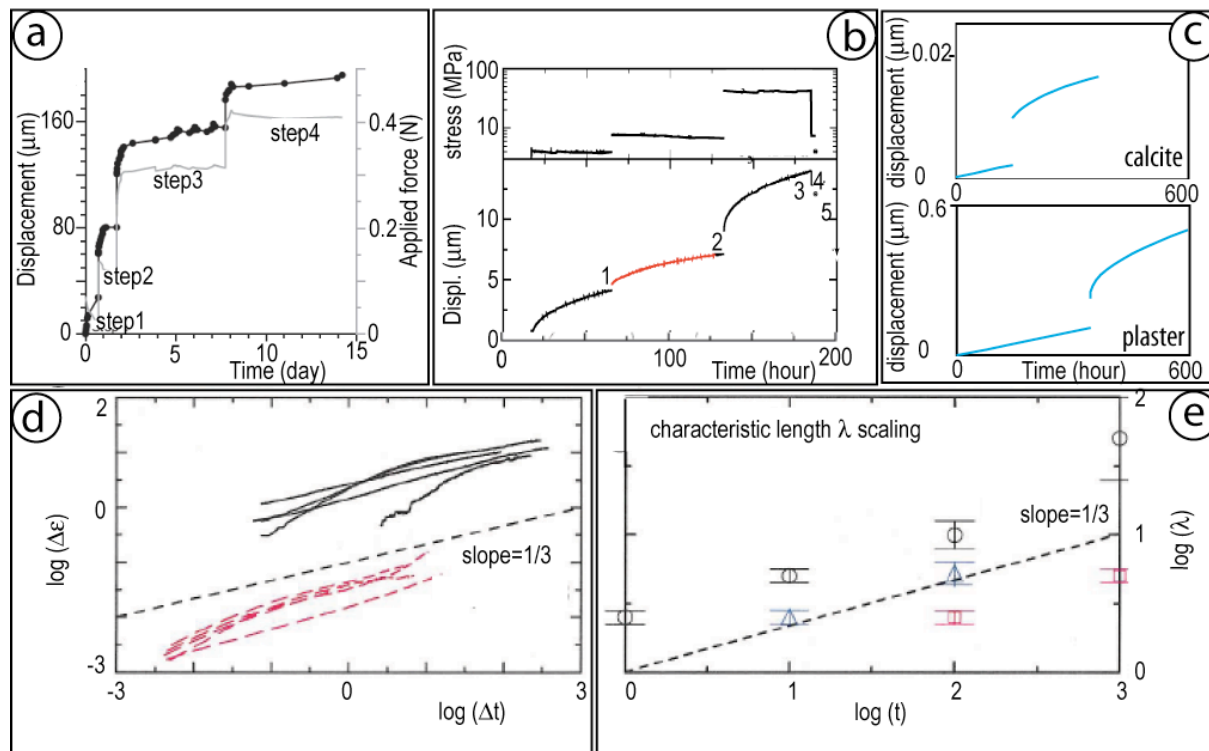 a
Displacement (μm)
160
80
0
0
5
10
15
Time (day)
0.4
0.2
0
Applied force (N)
step1
step2
step3
step4
b
stress (MPa)
100
10
Displ. (μm)
10
5
0
0
100
200
Time (hour)
1
2
3
4
5
c
displacement (μm)
0.02
0
0
600
calcite
displacement (μm)
0.6
0
0
600
plaster
Time (hour)
d
log (Δε)
2
0
-3
-3
0
3
log (Δt)
slope=1/3
e
characteristic length λ scaling
slope=1/3
0
1
2
3
log (t)
2
1
0
log (λ)